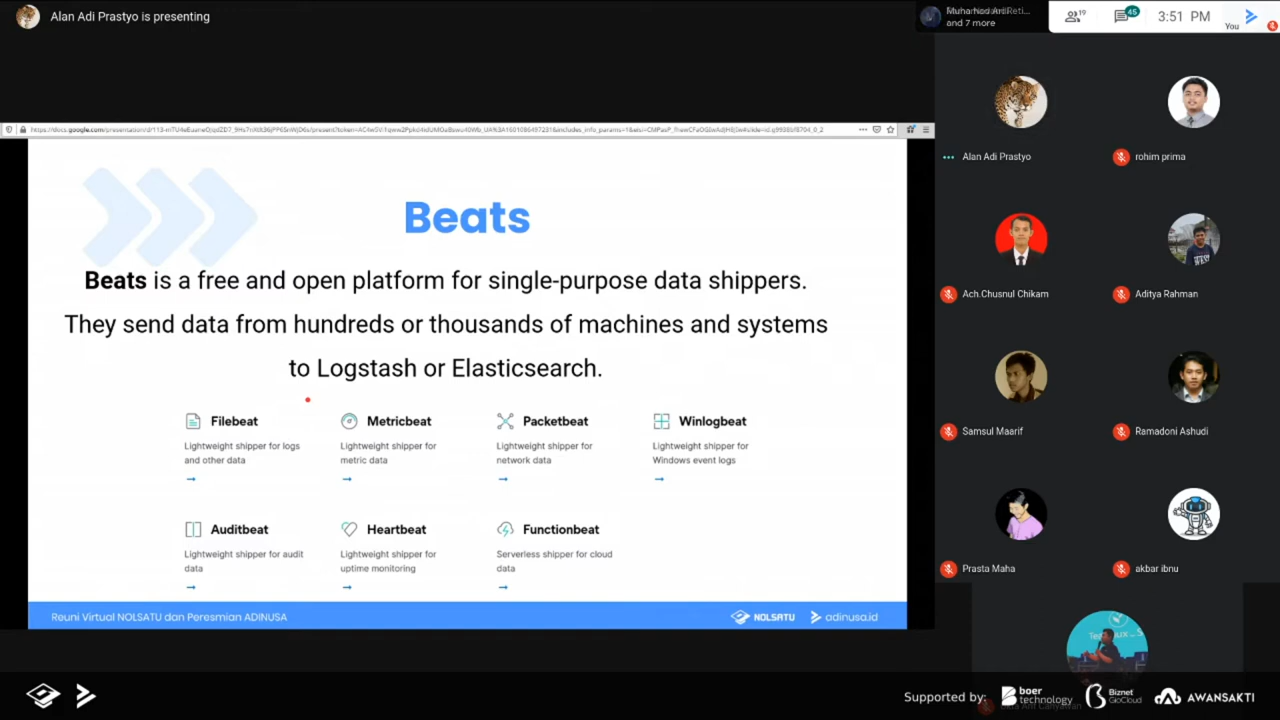 Alan Adi Prastyo is presenting
and 7 more
19
45
3:51 PM
You
Beats
Beats is a free and open platform for single-purpose data shippers.
They send data from hundreds or thousands of machines and systems
to Logstash or Elasticsearch.
Filebeat
Lightweight shipper for logs
and other data
Metricbeat
Lightweight shipper for
metric data
Packetbeat
Lightweight shipper for
network data
Winlogbeat
Lightweight shipper for
Windows event logs
Auditbeat
Lightweight shipper for audit
data
Heartbeat
Lightweight shipper for
uptime monitoring
Functionbeat
Serverless shipper for cloud
data
Reuni Virtual NOLSATU dan Peresmian ADINUSA
NOLSATU
adinusa.id
Alan Adi Prastyo
rohim prima
Ach.Chusnul Chikam
Aditya Rahman
Samsul Maarif
Ramadoni Ashudi
Prasta Maha
akbar ibnu
Supported by:
boer
technology
Biznet
GioCloud
AWANSAKTI